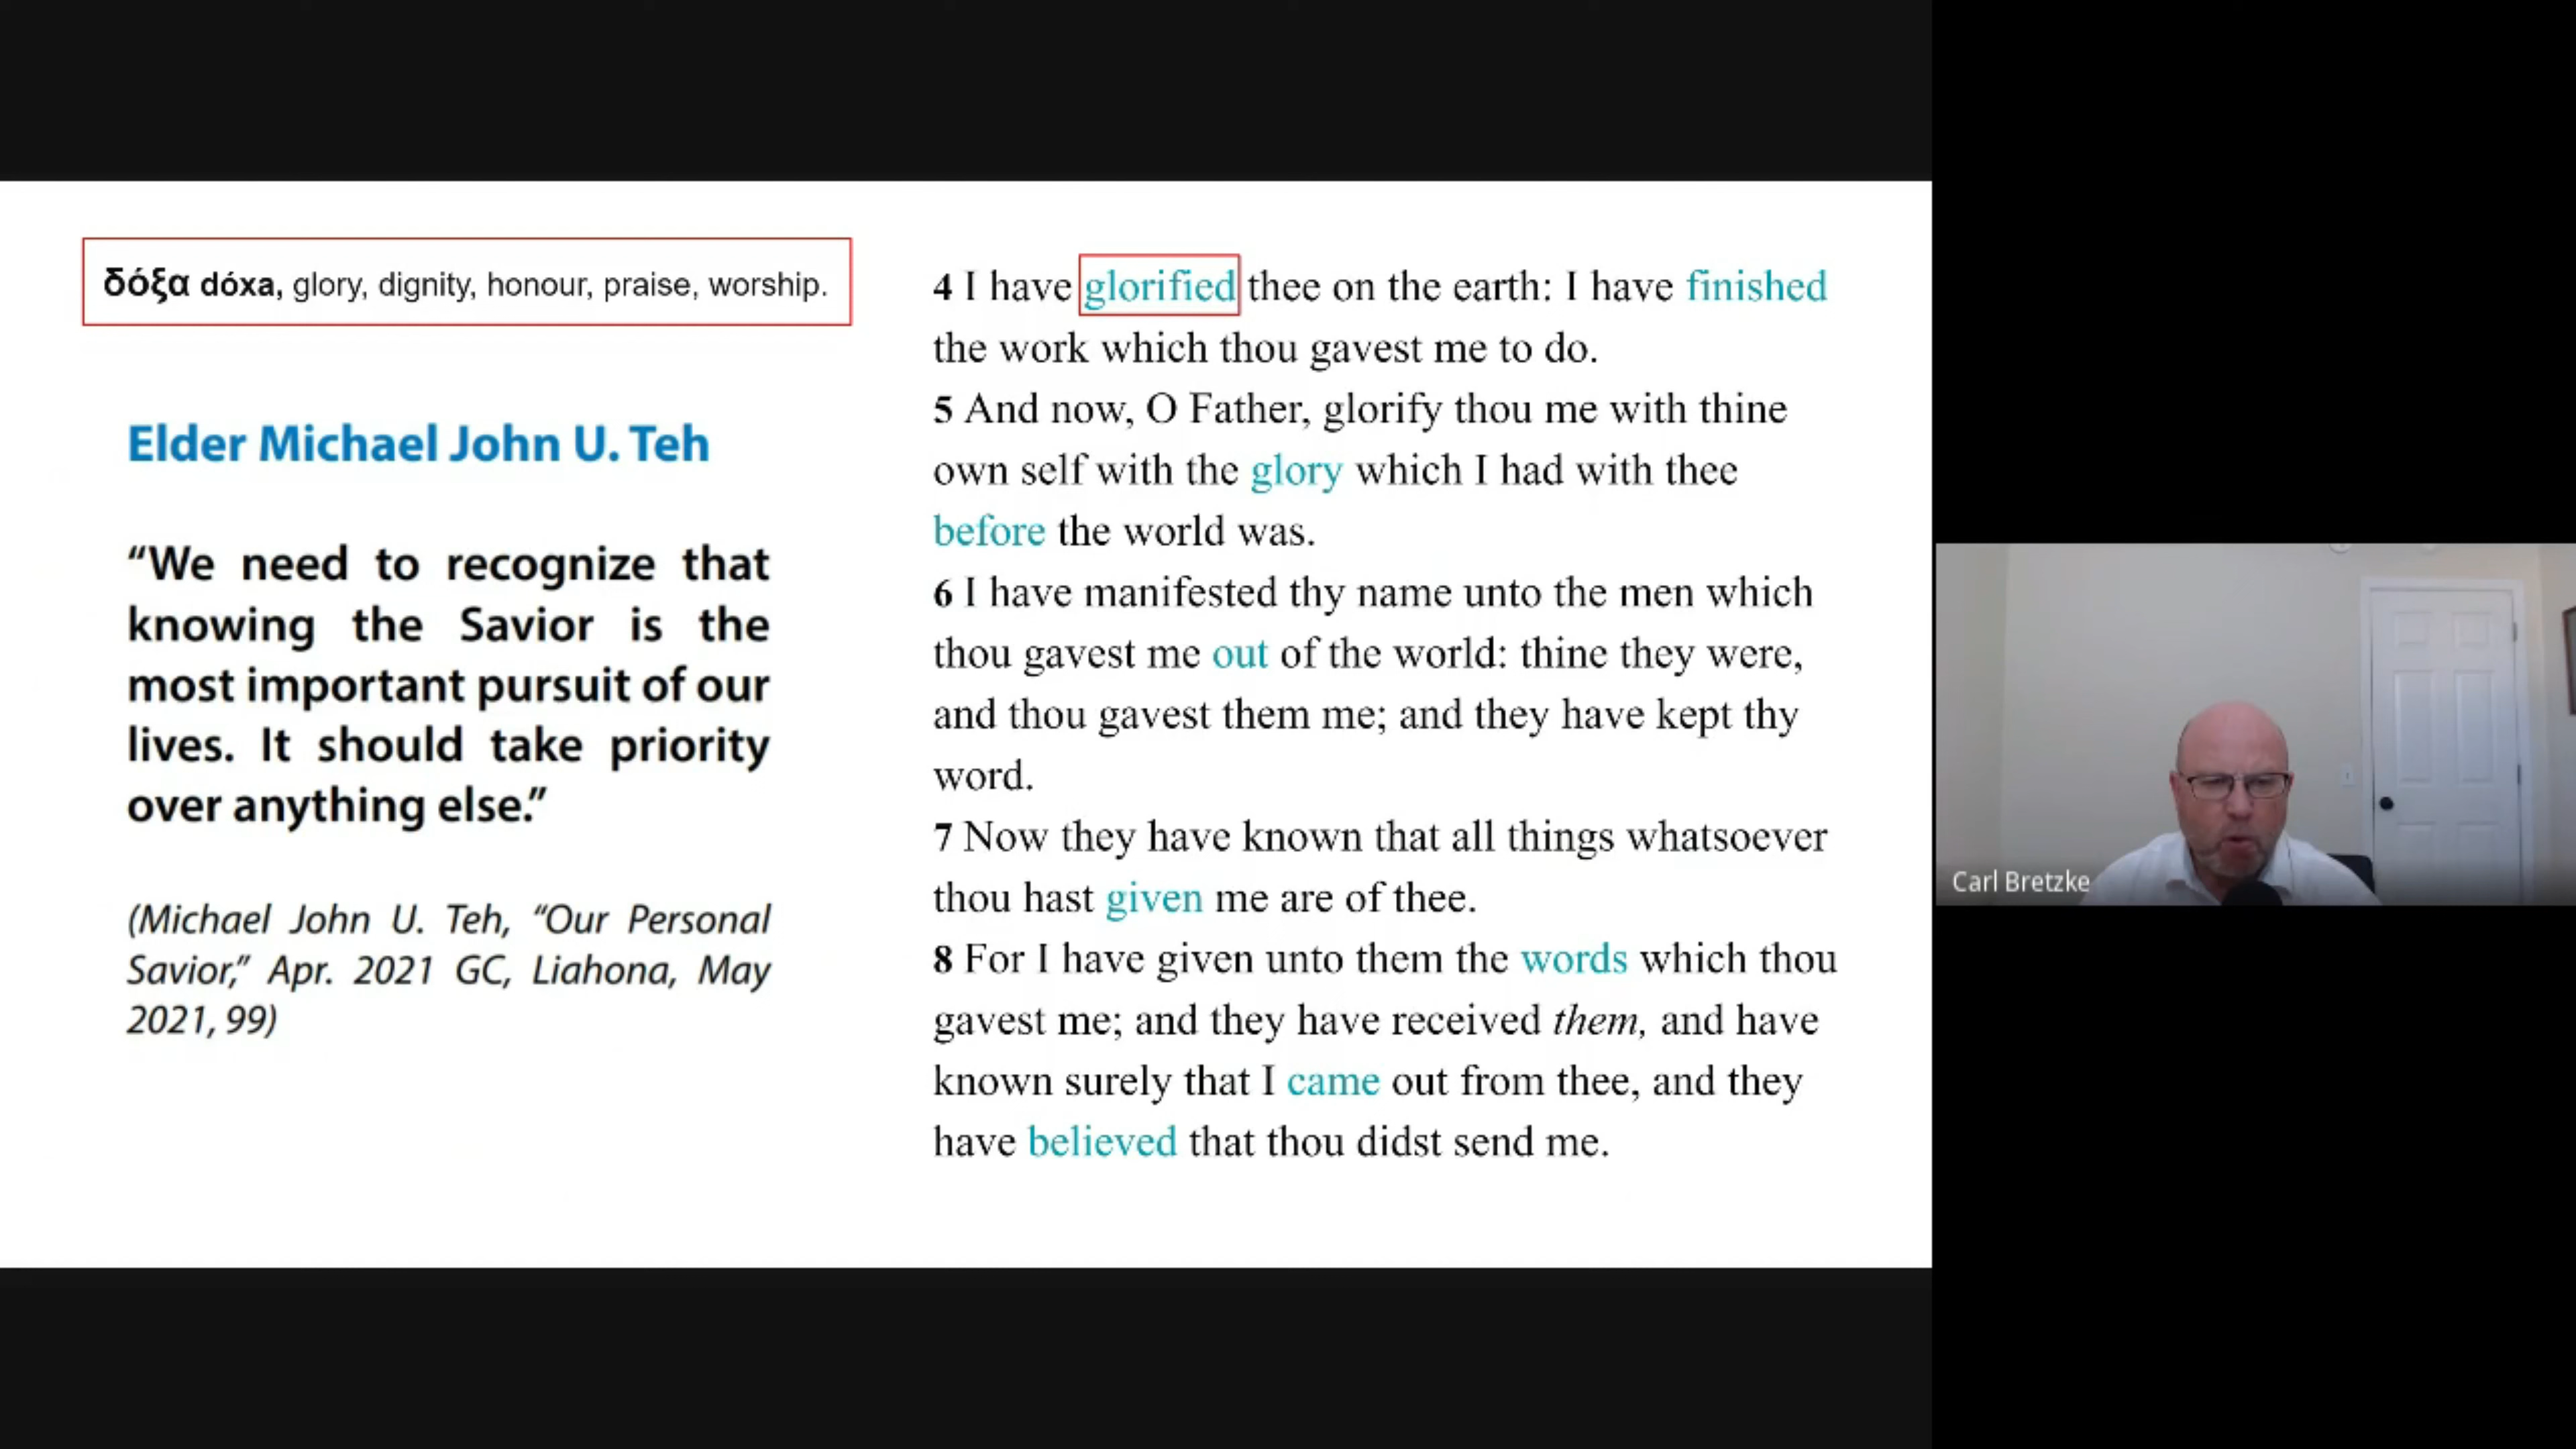 δόξα dóxa, glory, dignity, honour, praise, worship.
Elder Michael John U. Teh
“We need to recognize that
knowing the Savior is the
most important pursuit of our
lives. It should take priority
over anything else.”
(Michael John U. Teh, “Our Personal
Savior,” Apr. 2021 GC, Liahona, May
2021, 99)
4 I have glorified thee on the earth: I have finished
the work which thou gavest me to do.
5 And now, O Father, glorify thou me with thine
own self with the glory which I had with thee
before the world was.
6 I have manifested thy name unto the men which
thou gavest me out of the world: thine they were,
and thou gavest them me; and they have kept thy
word.
7 Now they have known that all things whatsoever
thou hast given me are of thee.
8 For I have given unto them the words which thou
gavest me; and they have received them, and have
known surely that I came out from thee, and they
have believed that thou didst send me.
Carl Bretzke